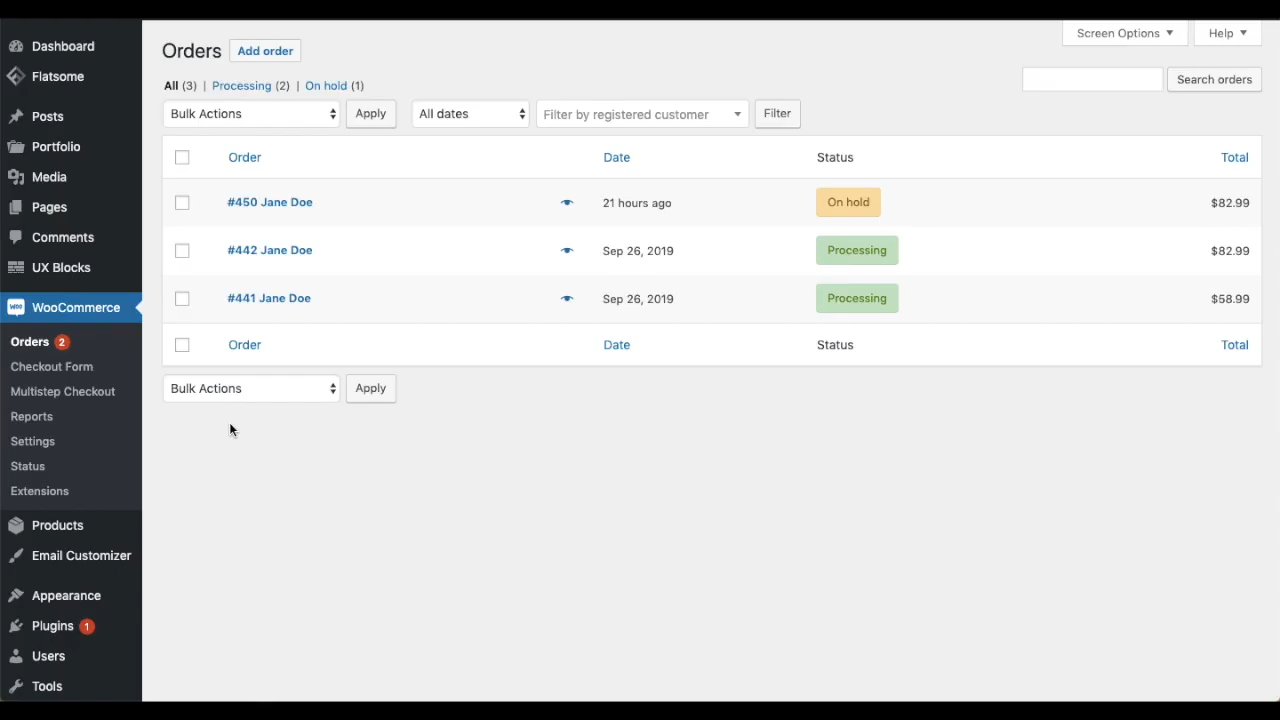 Screen Options
Help
Orders
Add order
All (3) | Processing (2) | On hold (1)
Search orders
Bulk Actions
Apply
All dates
Filter by registered customer
Filter
Order Date Status Total
#450 Jane Doe 21 hours ago On hold $82.99
#442 Jane Doe Sep 26, 2019 Processing $82.99
#441 Jane Doe Sep 26, 2019 Processing $58.99
Order Date Status Total
Bulk Actions
Apply
Dashboard
Flatsome
Posts
Portfolio
Media
Pages
Comments
UX Blocks
Woo WooCommerce
Orders 2
Checkout Form
Multistep Checkout
Reports
Settings
Status
Extensions
Products
Email Customizer
Appearance
Plugins 1
Users
Tools